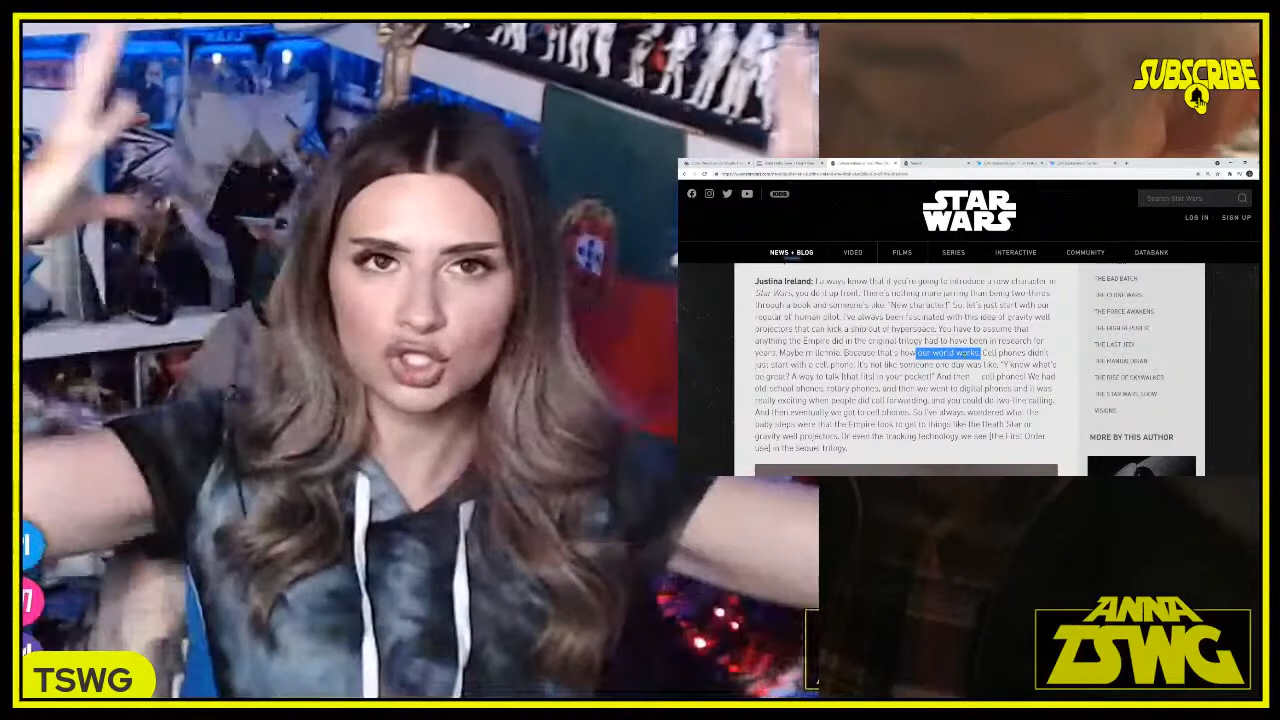 SUBSCRIBE
KIDS
STAR
WARS
Search Star Wars
LOG IN
SIGN UP
NEWS + BLOG
VIDEO
FILMS
SERIES
INTERACTIVE
COMMUNITY
DATABANK
Justina Ireland: I always know that if you're going to introduce a new character in
Star Wars, you do it up front. There's nothing more jarring than being two-thirds
through a book and someone's like, "New character!" So, let's just start with our
regular ol' human pilot. I've always been fascinated with this idea of gravity well
projectors that can kick a ship out of hyperspace. You have to assume that
anything the Empire did in the original trilogy had to have been in research for
years. Maybe millennia. Because that's how our world works. Cell phones didn't
just start with a cell phone. It's not like someone one day was like, "Y'know what's
be great? A way to talk [that fits] in your pocket!" And then cell phones! We had
old-school phones, rotary phones, and then we went to digital phones and it was
really exciting when people did call forwarding, and you could do two-line calling.
And then eventually we got to cell phones. So I've always wondered what the
baby steps were that the Empire took to get to things like the Death Star or
gravity well projectors. Or even the tracking technology we see [the First Order
use] in the sequel trilogy.
THE BAD BATCH
THE CLONE WARS
THE FORCE AWAKENS
THE HIGH REPUBLIC
THE LAST JEDI
THE MANDALORIAN
THE RISE OF SKYWALKER
THE STAR WARS SHOW
VISIONS
MORE BY THIS AUTHOR
ANNA
TSWG
TSWG